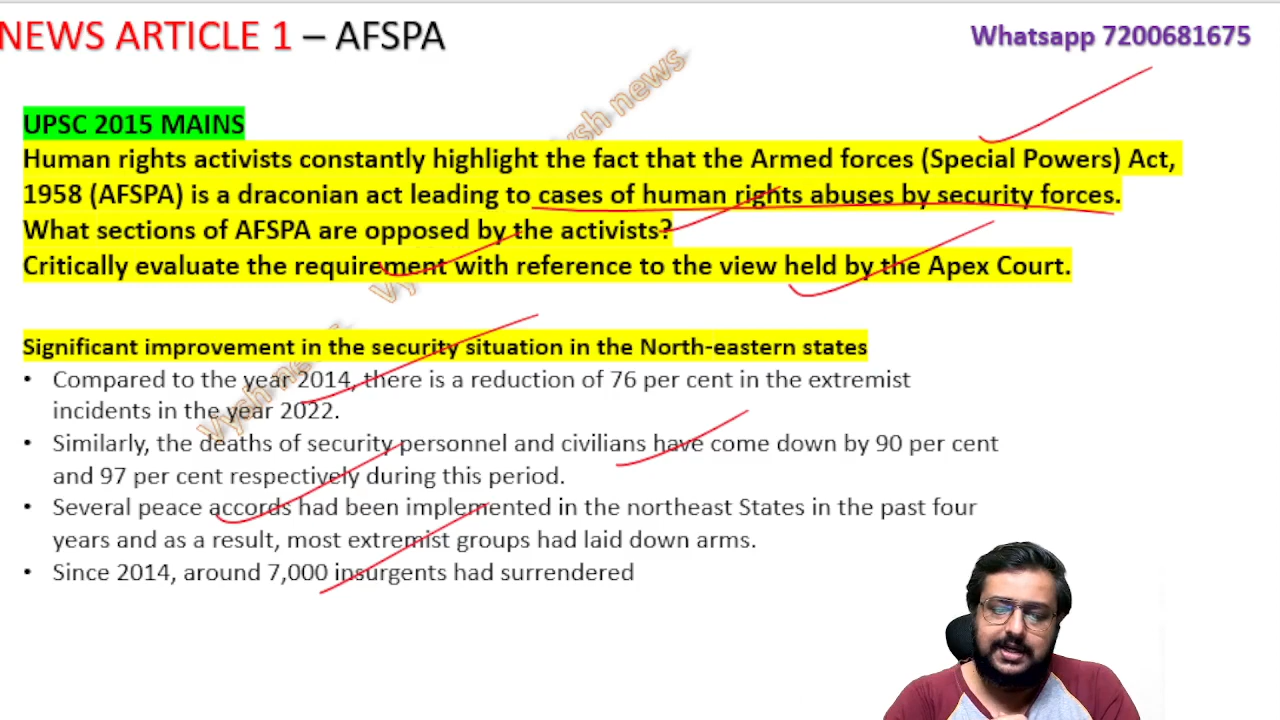 NEWS ARTICLE 1 – AFSPA
Whatsapp 7200681675
UPSC 2015 MAINS
Human rights activists constantly highlight the fact that the Armed forces (Special Powers) Act,
1958 (AFSPA) is a draconian act leading to cases of human rights abuses by security forces.
What sections of AFSPA are opposed by the activists?
Critically evaluate the requirement with reference to the view held by the Apex Court.
Significant improvement in the security situation in the North-eastern states
• Compared to the year 2014, there is a reduction of 76 per cent in the extremist
incidents in the year 2022.
• Similarly, the deaths of security personnel and civilians have come down by 90 per cent
and 97 per cent respectively during this period.
• Several peace accords had been implemented in the northeast States in the past four
years and as a result, most extremist groups had laid down arms.
• Since 2014, around 7,000 insurgents had surrendered